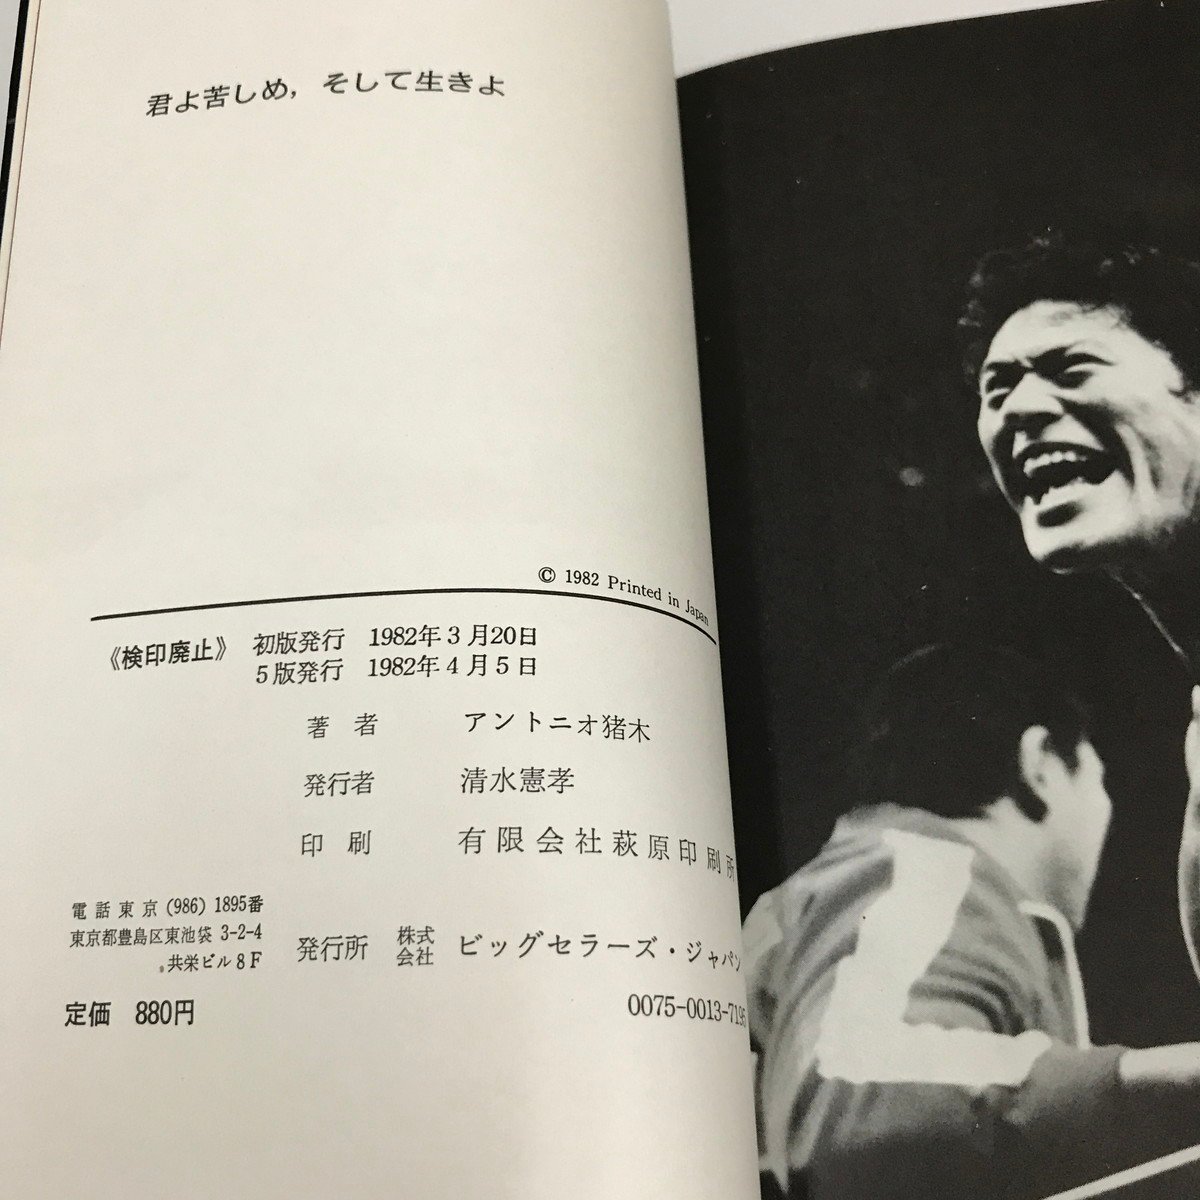 君よ苦しめ，そして生きよ
© 1982 Printed in Japan
《検印廃止》 初版発行 1982年3月20日
5版発行 1982年4月5日
著者 アントニオ猪木
発行者 清水憲孝
印刷 有限会社萩原印刷所
電話東京(986)1895番
東京都豊島区東池袋3-2-4
共栄ビル8F
発行所 株式会社 ビッグセラーズ・ジャパン
定価 880円
0075-0013-7195